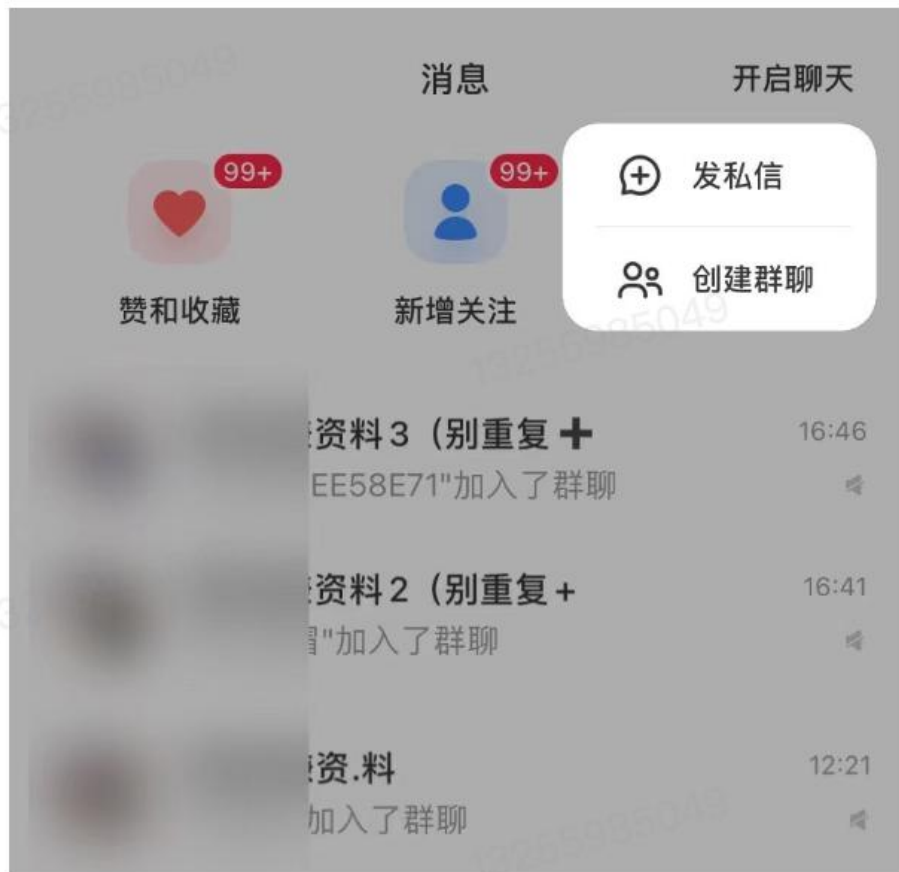 消息
开启聊天
99+
99+
发私信
创建群聊
赞和收藏
新增关注
资料3（别重复➕
16:46
EE58E71"加入了群聊
资料2（别重复+
16:41
"加入了群聊
资.料
12:21
加入了群聊
13255985049
13255985049
13255985049